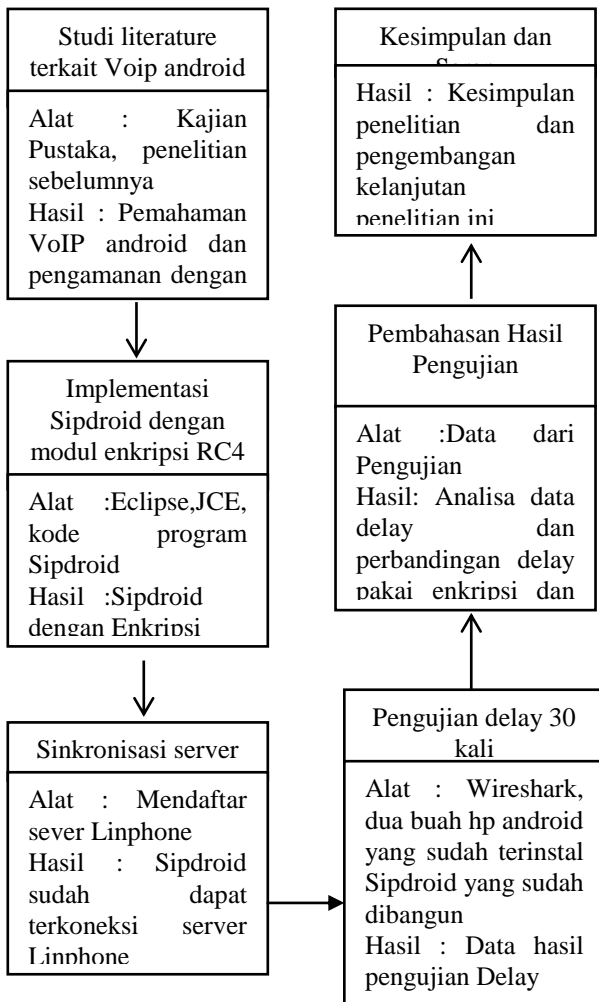 Studi literature
terkait Voip android
Alat : Kajian
Pustaka, penelitian
sebelumnya
Hasil : Pemahaman
VoIP android dan
pengamanan dengan
Implementasi
Sipdroid dengan
modul enkripsi RC4
Alat :Eclipse,JCE,
kode program
Sipdroid
Hasil :Sipdroid
dengan Enkripsi
Sinkronisasi server
Alat : Mendaftar
sever Linphone
Hasil : Sipdroid
sudah dapat
terkoneksi server
Linphone
Pengujian delay 30
kali
Alat : Wireshark,
dua buah hp android
yang sudah terinstal
Sipdroid yang sudah
dibangun
Hasil : Data hasil
pengujian Delay
Pembahasan Hasil
Pengujian
Alat :Data dari
Pengujian
Hasil: Analisa data
delay dan
perbandingan delay
pakai enkripsi dan
Kesimpulan dan
Hasil : Kesimpulan
penelitian dan
pengembangan
kelanjutan
penelitian ini